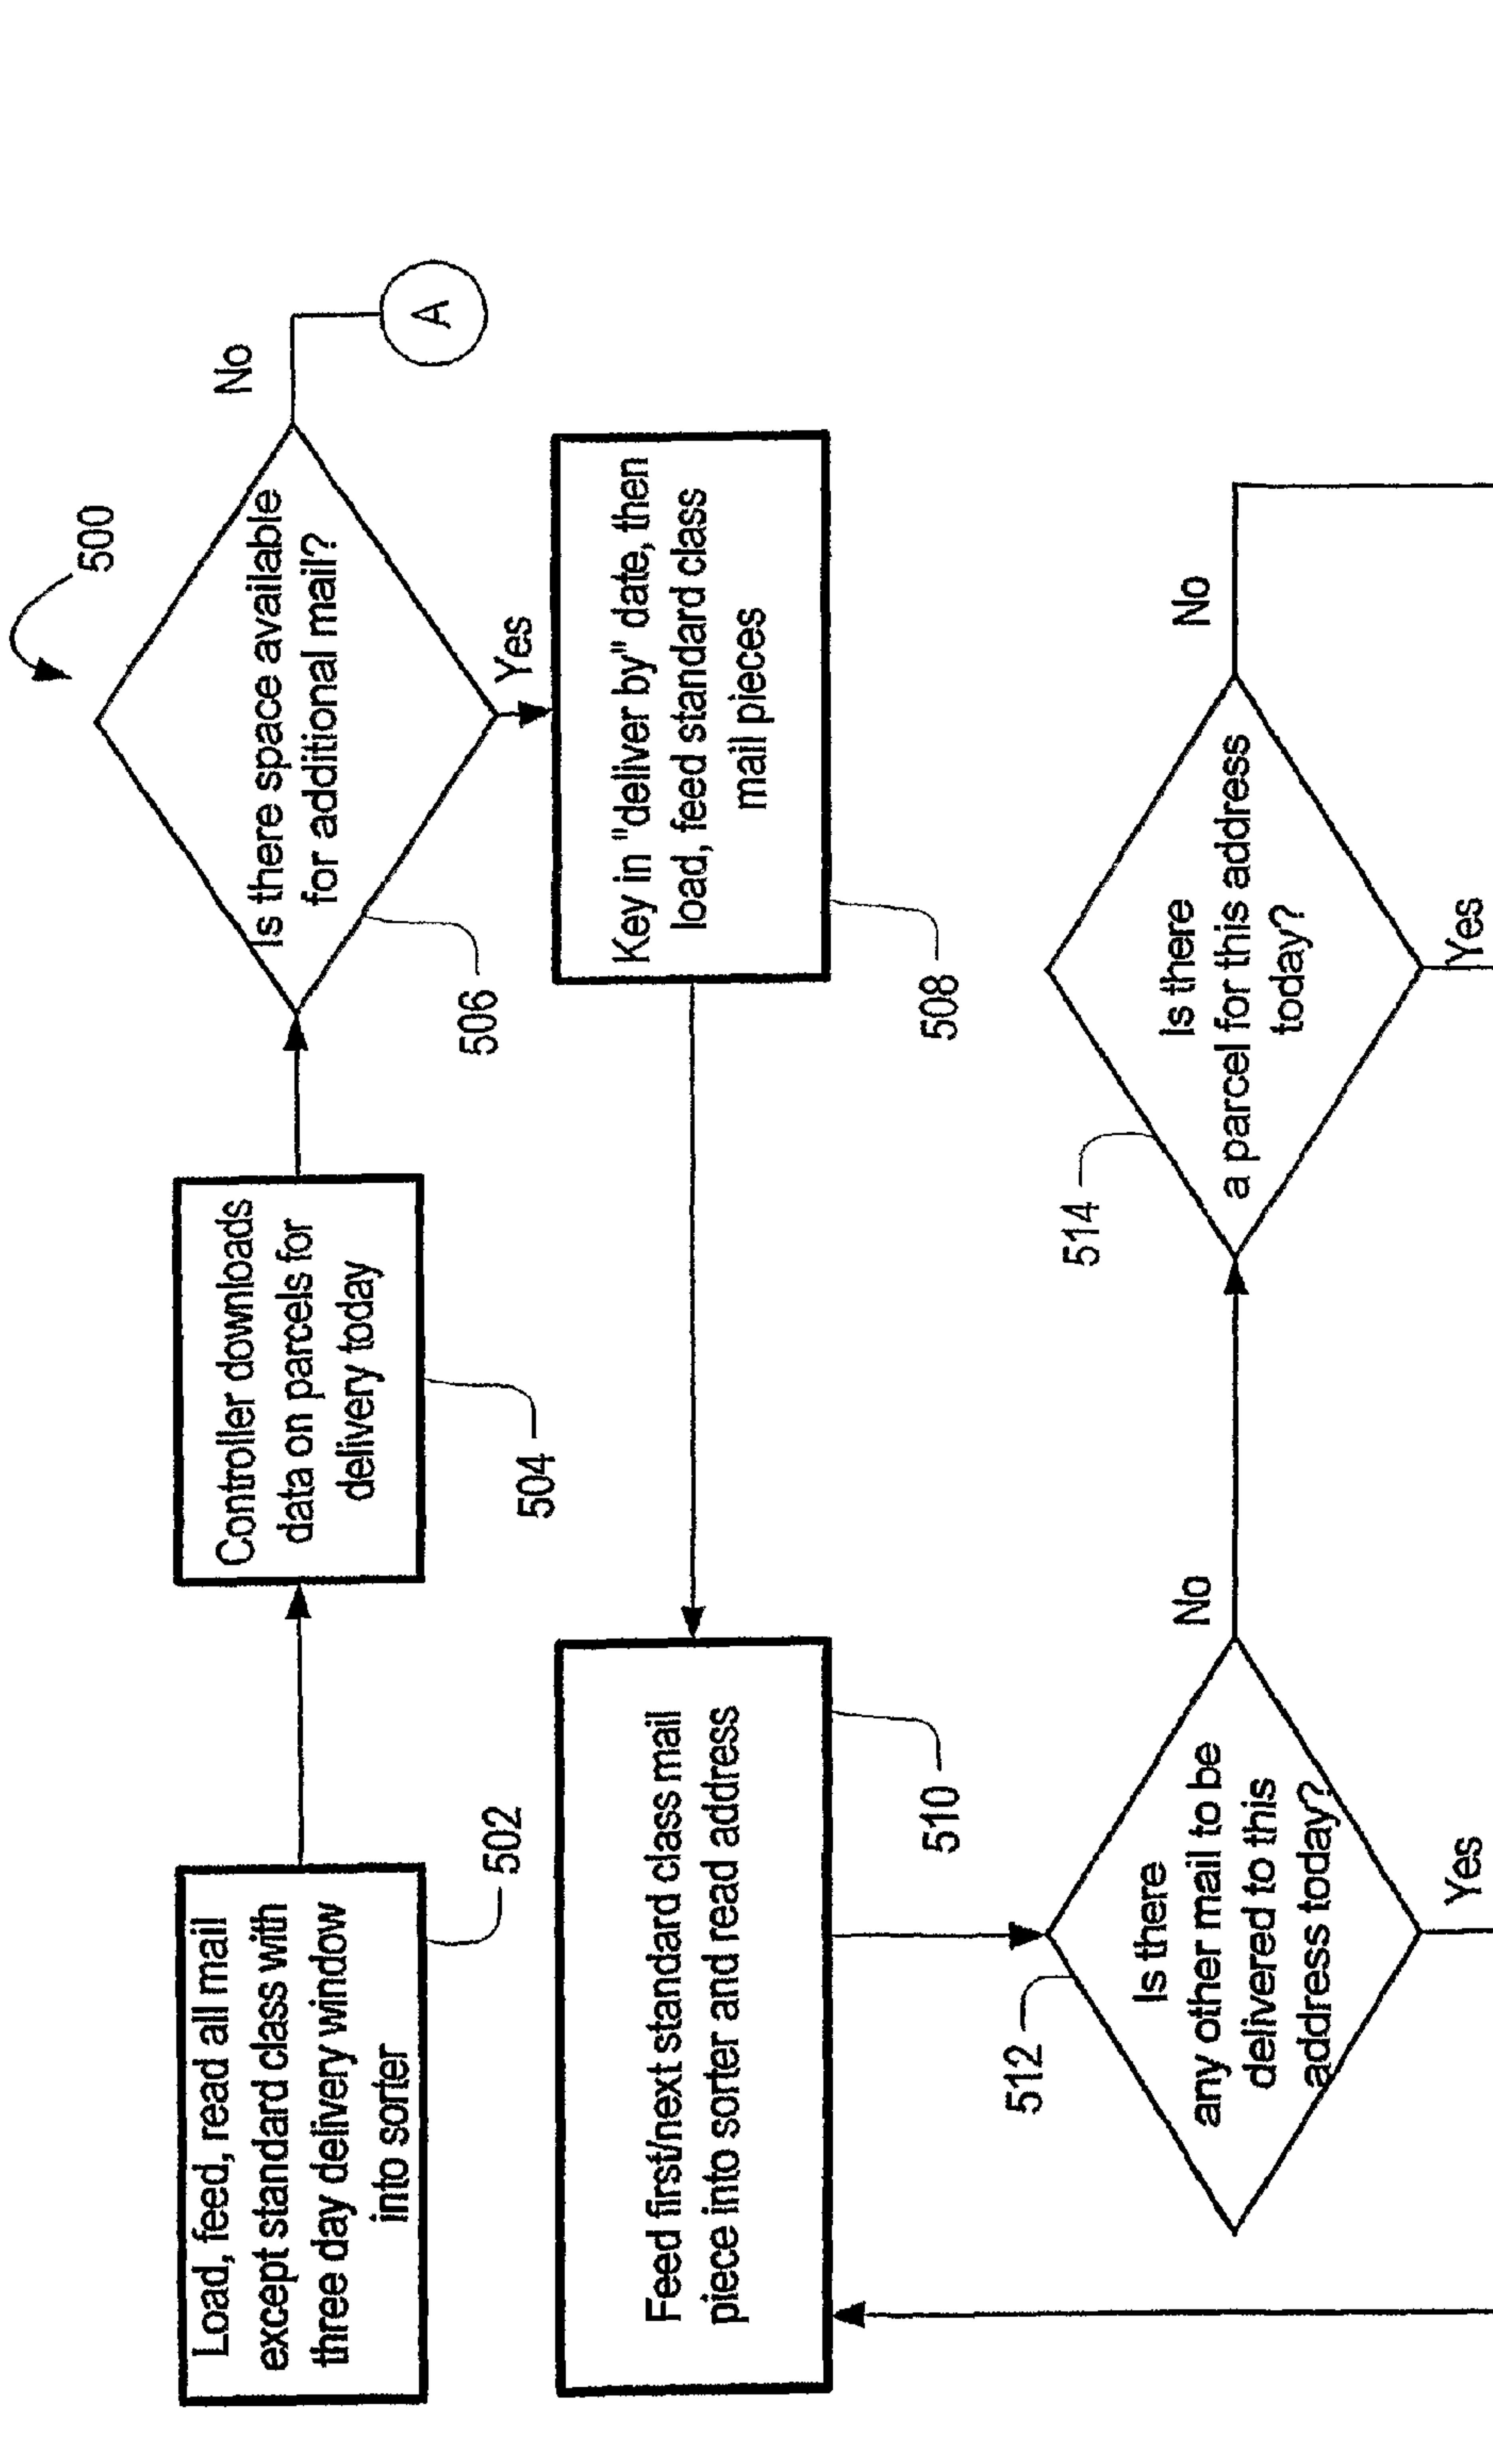 500
Load, feed, read all mail
except standard class with
three day delivery window
into sorter
502
Controller downloads
data on parcels for
delivery today
504
Is there space available
for additional mail?
506
No
A
Yes
Key in "deliver by" date, then
load, feed standard class
mail pieces
508
Feed first/next standard class mail
piece into sorter and read address
510
Is there
any other mail to be
delivered to this
address today?
512
No
Yes
Is there
a parcel for this address
today?
514
No
Yes